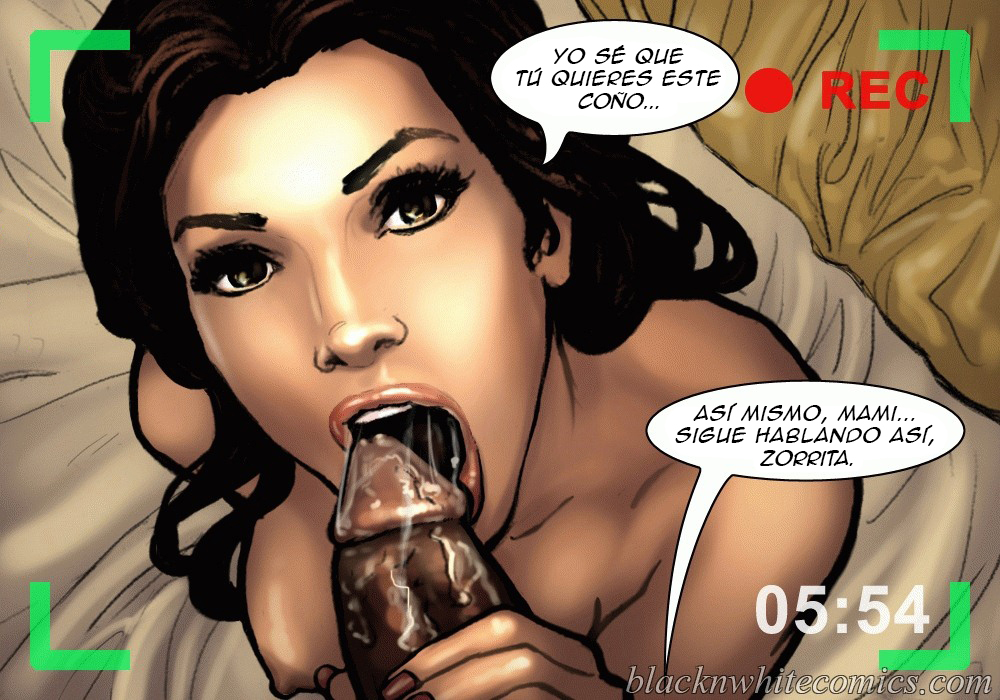 YO SÉ QUE
TÚ QUIERES ESTE
COÑO...
REC
ASÍ MISMO, MAMI...
SIGUE HABLANDO ASÍ,
ZORRITA.
05:54
blacknwhitecomics.com